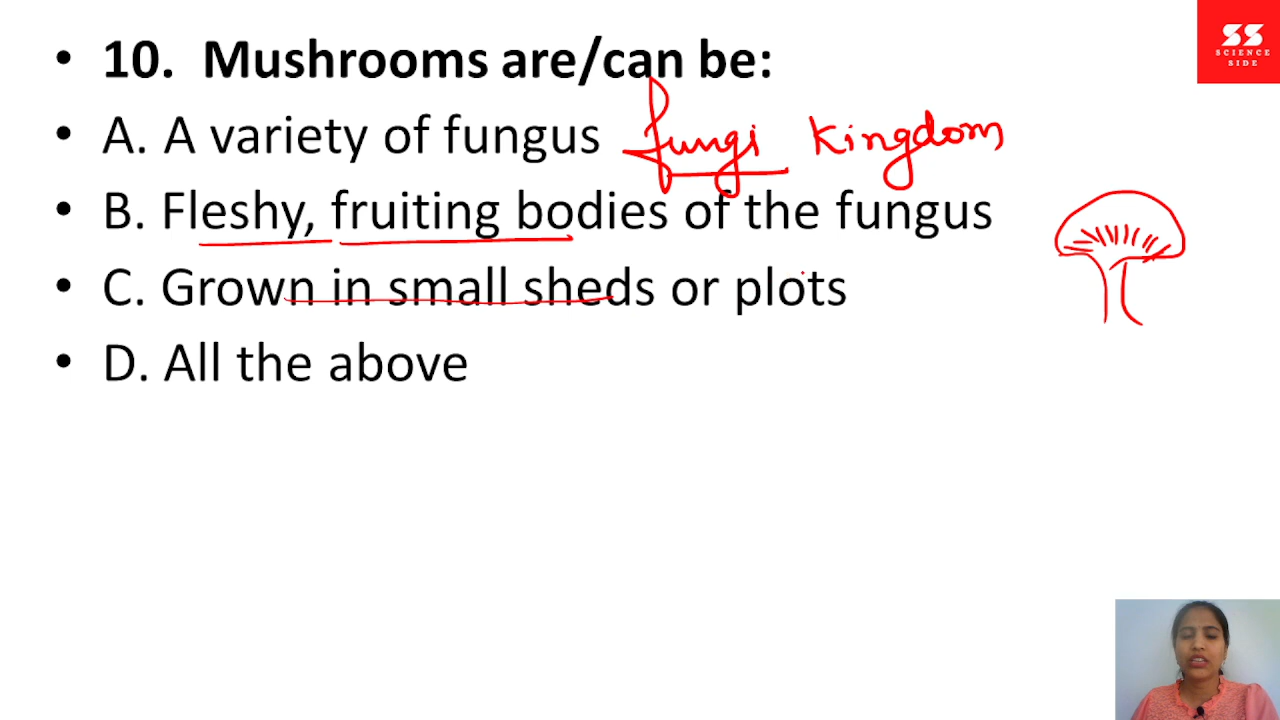 • 10. Mushrooms are/can be:
• A. A variety of fungus fungi kingdom
• B. Fleshy, fruiting bodies of the fungus
• C. Grown in small sheds or plots
• D. All the above
SS
SCIENCE
SIDE